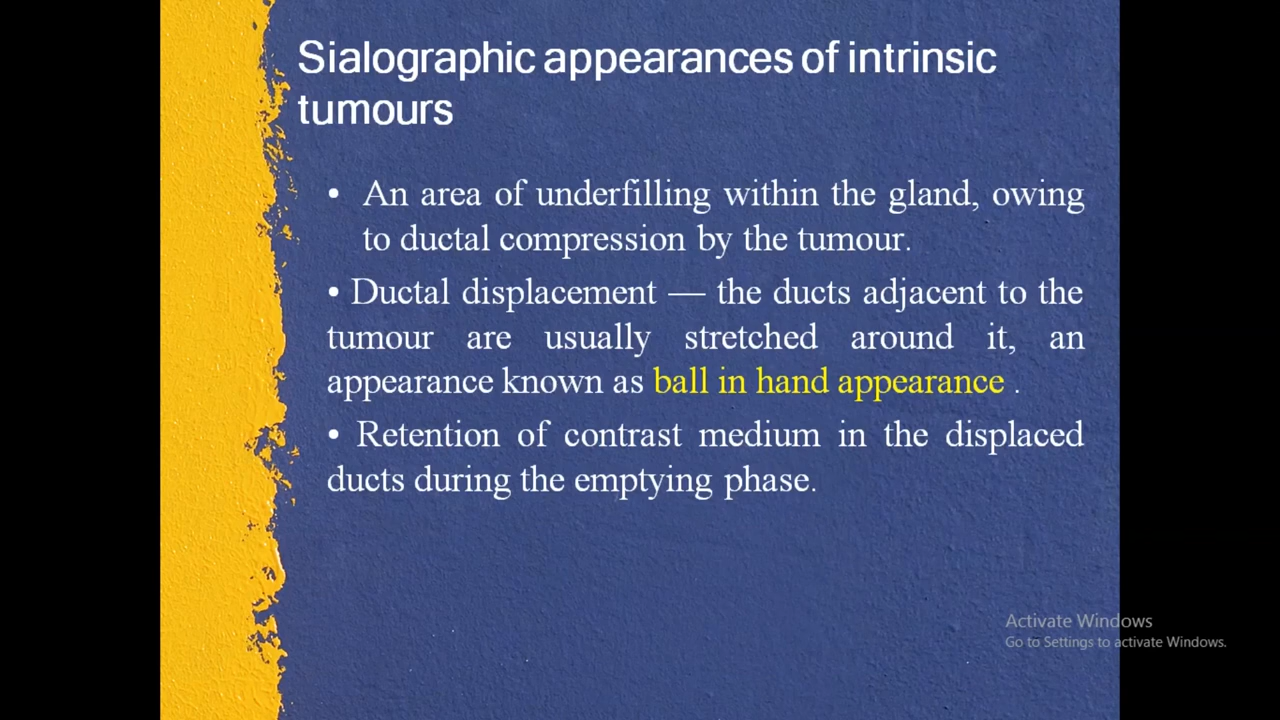 Sialographic appearances of intrinsic
tumours
• An area of underfilling within the gland, owing
to ductal compression by the tumour.
• Ductal displacement — the ducts adjacent to the
tumour are usually stretched around it, an
appearance known as ball in hand appearance .
• Retention of contrast medium in the displaced
ducts during the emptying phase.
Activate Windows
Go to Settings to activate Windows.